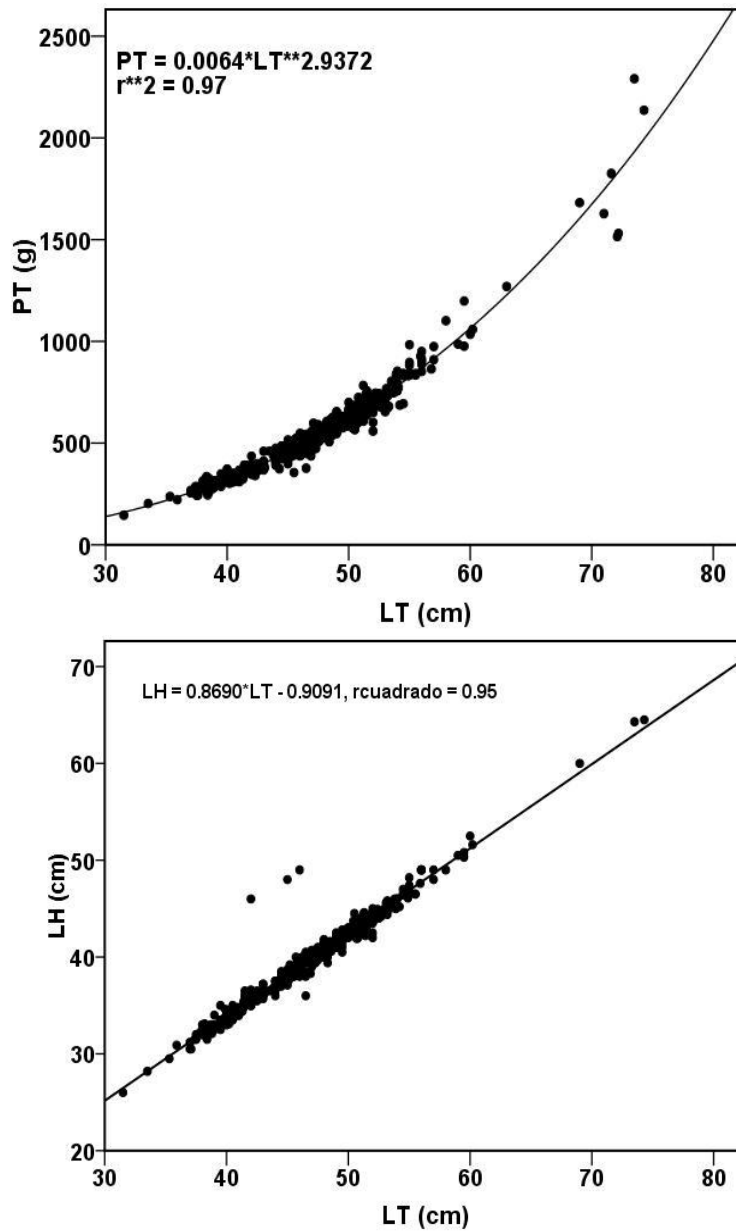 PT = 0.0064*LT**2.9372
r**2 = 0.97
PT (g)
2500
2000
1500
1000
500
0
30 40 50 60 70 80
LT (cm)
LH = 0.8690*LT - 0.9091, rcuadrado = 0.95
LH (cm)
70
60
50
40
30
20
30 40 50 60 70 80
LT (cm)